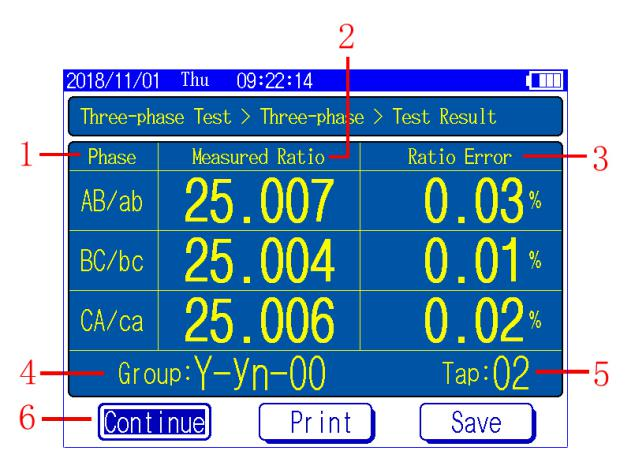 2
2018/11/01 Thu 09:22:14
Three-phase Test > Three-phase > Test Result
1 Phase Measured Ratio Ratio Error 3
AB/ab 25.007 0.03%
BC/bc 25.004 0.01%
CA/ca 25.006 0.02%
4 Group:Y-yn-00 Tap:02 5
6 Continue Print Save